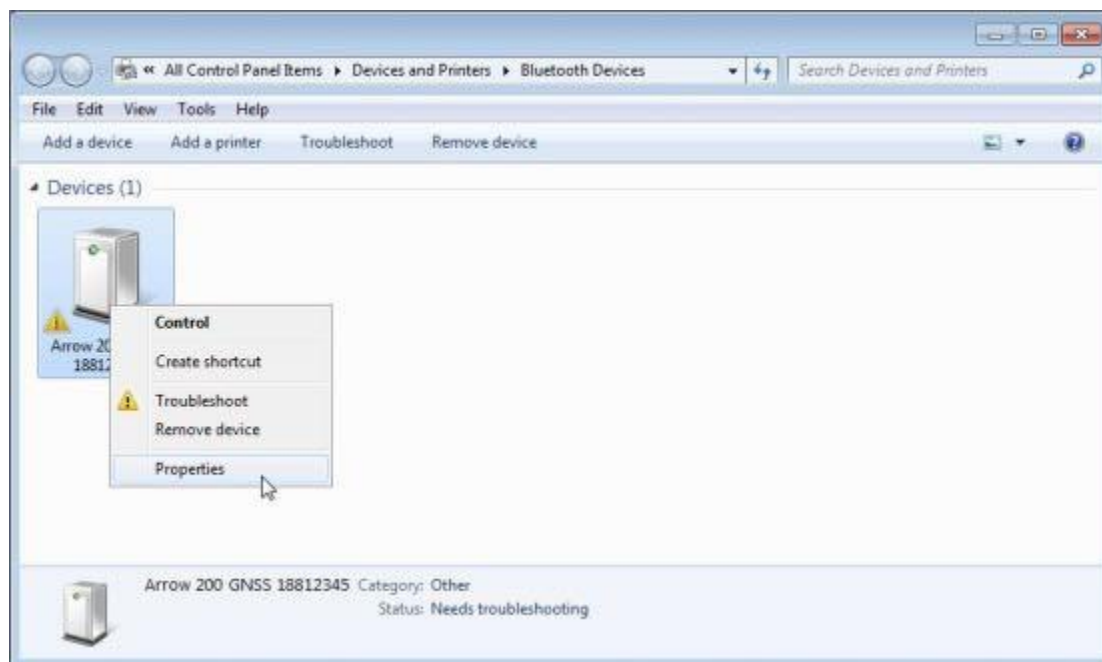 « All Control Panel Items ▸ Devices and Printers ▸ Bluetooth Devices
Search Devices and Printers
File Edit View Tools Help
Add a device Add a printer Troubleshoot Remove device
Devices (1)
Arrow 20
18812
Control
Create shortcut
Troubleshoot
Remove device
Properties
Arrow 200 GNSS 18812345 Category: Other
Status: Needs troubleshooting